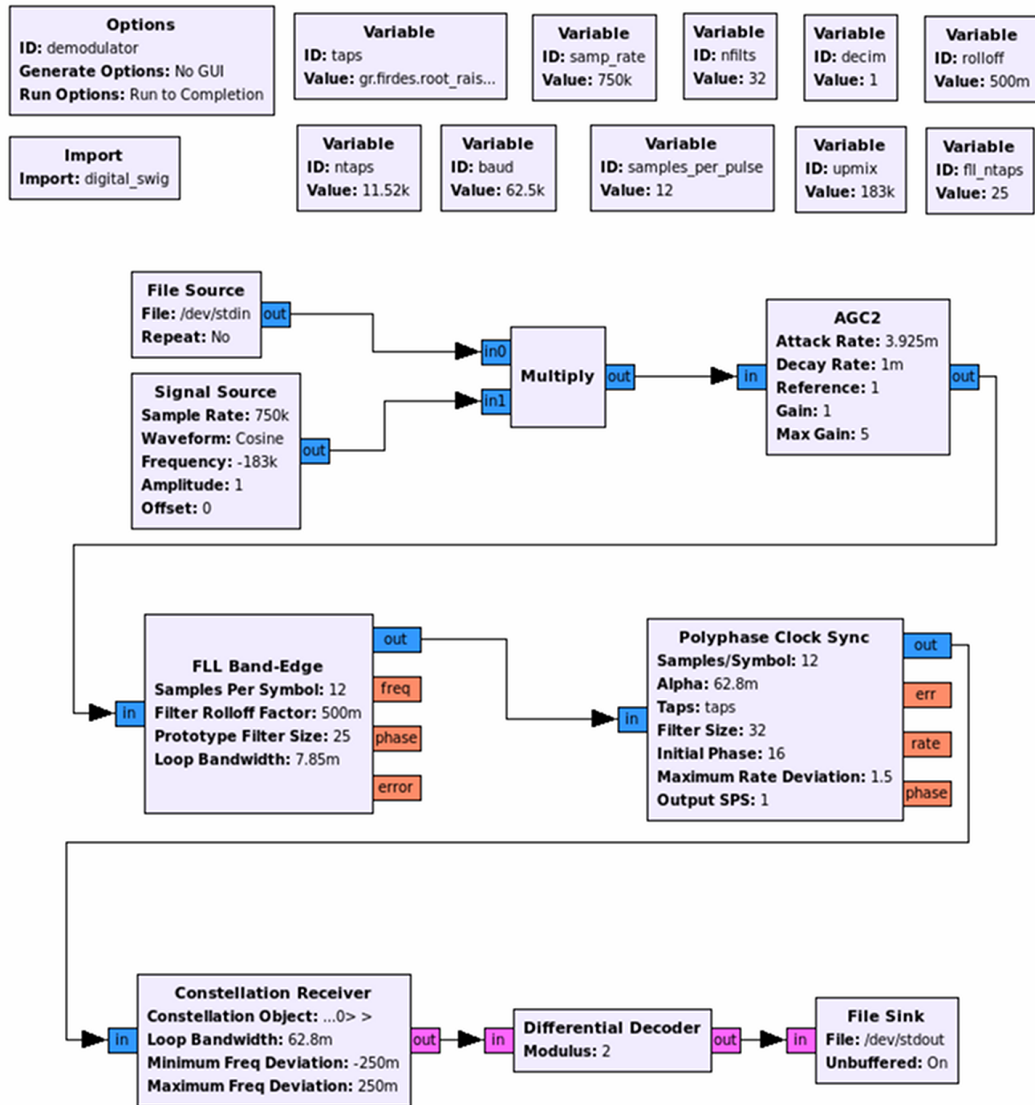 Options
ID: demodulator
Generate Options: No GUI
Run Options: Run to Completion
Variable
ID: taps
Value: gr.firdes.root_rais...
Variable
ID: samp_rate
Value: 750k
Variable
ID: nfilts
Value: 32
Variable
ID: decim
Value: 1
Variable
ID: rolloff
Value: 500m
Import
Import: digital_swig
Variable
ID: ntaps
Value: 11.52k
Variable
ID: baud
Value: 62.5k
Variable
ID: samples_per_pulse
Value: 12
Variable
ID: upmix
Value: 183k
Variable
ID: fll_ntaps
Value: 25
File Source
File: /dev/stdin
Repeat: No
out
Signal Source
Sample Rate: 750k
Waveform: Cosine
Frequency: -183k
Amplitude: 1
Offset: 0
out
in0
in1
Multiply
out
in
AGC2
Attack Rate: 3.925m
Decay Rate: 1m
Reference: 1
Gain: 1
Max Gain: 5
out
in
FLL Band-Edge
Samples Per Symbol: 12
Filter Rolloff Factor: 500m
Prototype Filter Size: 25
Loop Bandwidth: 7.85m
out
freq
phase
error
in
Polyphase Clock Sync
Samples/Symbol: 12
Alpha: 62.8m
Taps: taps
Filter Size: 32
Initial Phase: 16
Maximum Rate Deviation: 1.5
Output SPS: 1
out
err
rate
phase
in
Constellation Receiver
Constellation Object: ...0> >
Loop Bandwidth: 62.8m
Minimum Freq Deviation: -250m
Maximum Freq Deviation: 250m
out
in
Differential Decoder
Modulus: 2
out
in
File Sink
File: /dev/stdout
Unbuffered: On